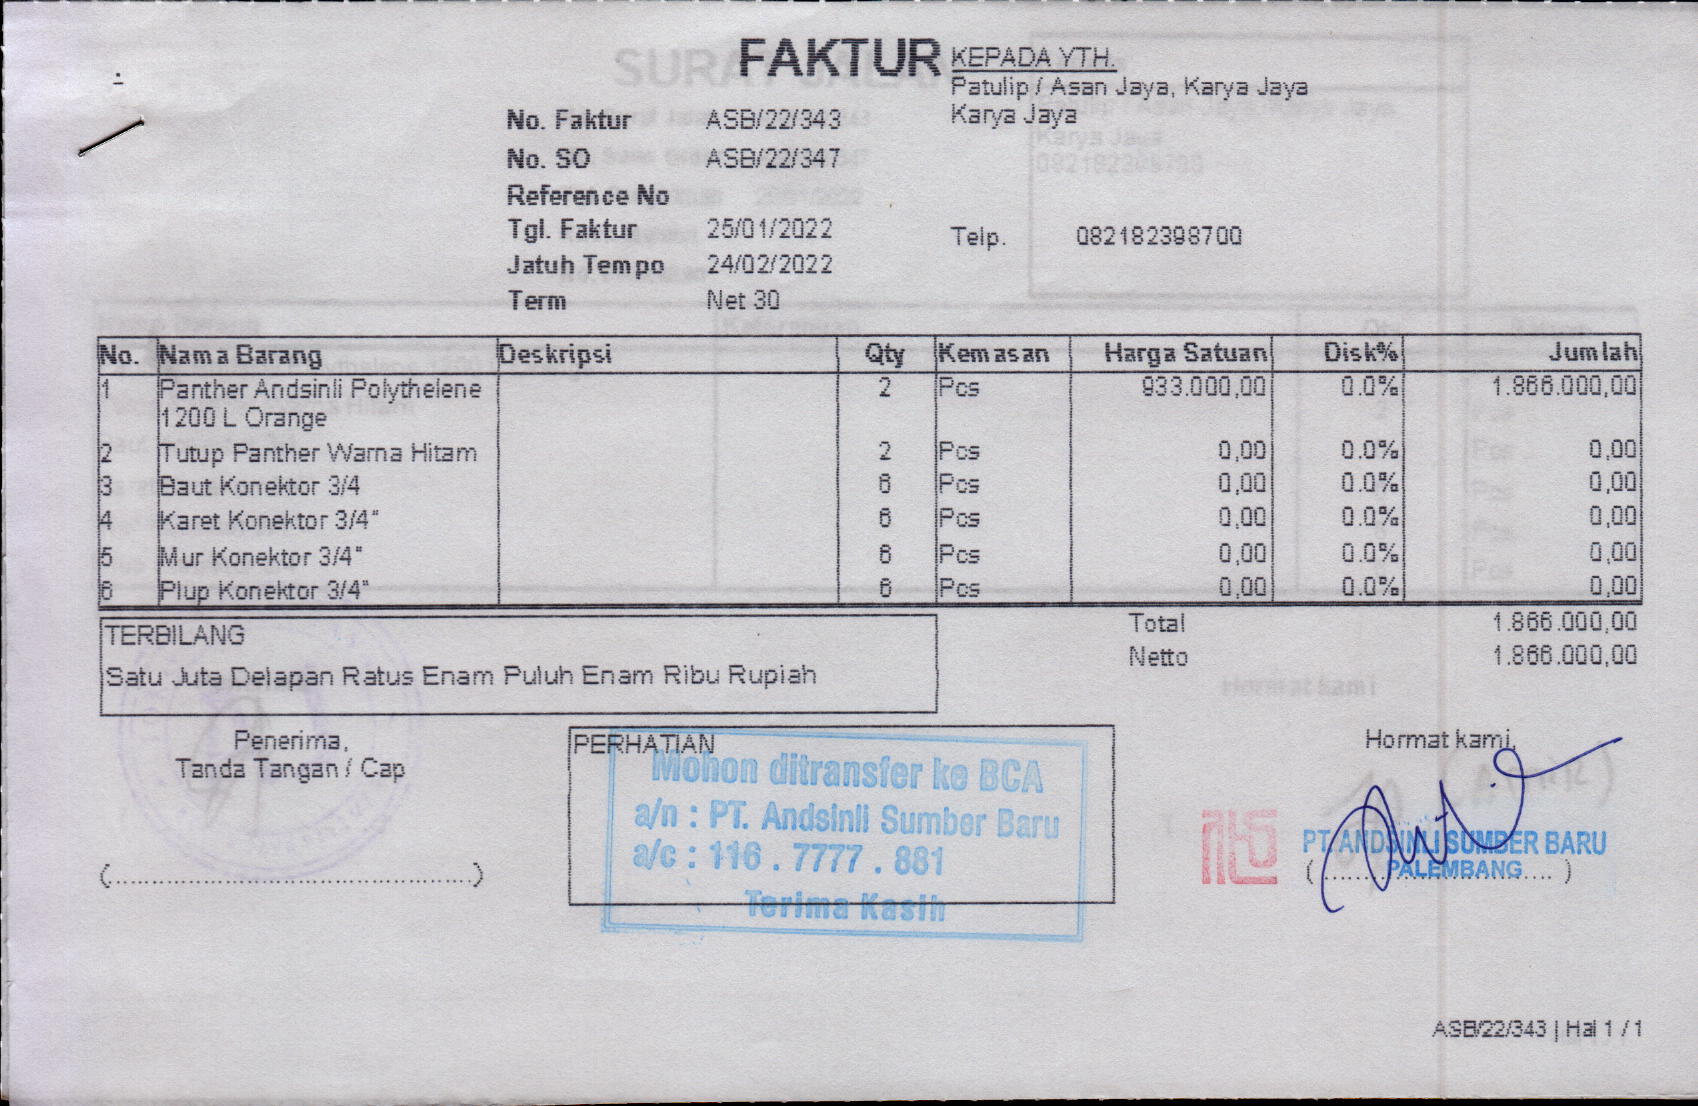 FAKTUR
KEPADA YTH.
Patulip / Asan Jaya, Karya Jaya
Karya Jaya
Telp. 082182398700
No. Faktur ASB/22/343
No. SO ASB/22/347
Reference No
Tgl. Faktur 25/01/2022
Jatuh Tempo 24/02/2022
Term Net 30
No. Nama Barang Deskripsi Qty Kemasan Harga Satuan Disk% Jumlah
1 Panther Andsinli Polythelene 2 Pcs 933.000,00 0.0% 1.866.000,00
1200 L Orange
2 Tutup Panther Warna Hitam 2 Pcs 0,00 0.0% 0,00
3 Baut Konektor 3/4 6 Pcs 0,00 0.0% 0,00
4 Karet Konektor 3/4" 6 Pcs 0,00 0.0% 0,00
5 Mur Konektor 3/4" 6 Pcs 0,00 0.0% 0,00
6 Plup Konektor 3/4" 6 Pcs 0,00 0.0% 0,00
Total 1.866.000,00
Netto 1.866.000,00
TERBILANG
Satu Juta Delapan Ratus Enam Puluh Enam Ribu Rupiah
Penerima,
Tanda Tangan / Cap
PERHATIAN
Mohon ditransfer ke BCA
a/n : PT. Andsinli Sumber Baru
a/c : 116 . 7777 . 881
Terima Kasih
Hormat kami,
PT. ANDSINLI SUMBER BARU
PALEMBANG
ASB/22/343 | Hal 1 / 1